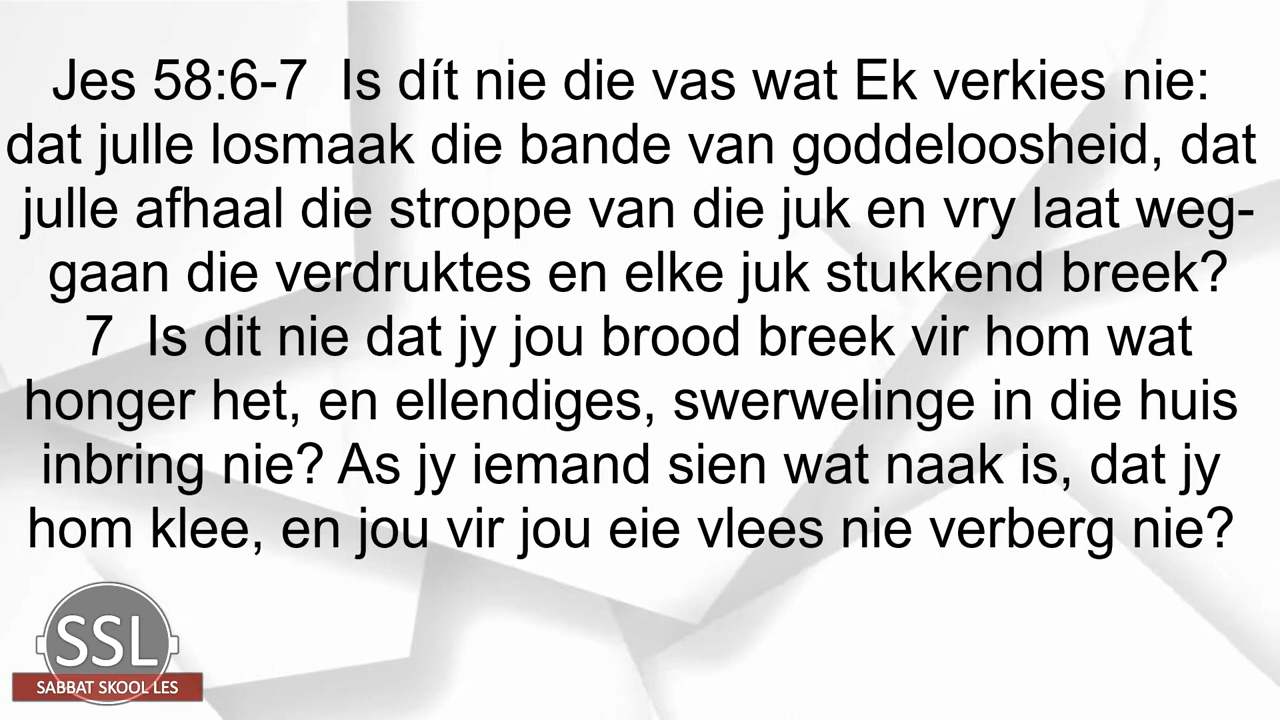 Jes 58:6-7  Is dít nie die vas wat Ek verkies nie:
dat julle losmaak die bande van goddeloosheid, dat
julle afhaal die stroppe van die juk en vry laat weg-
gaan die verdruktes en elke juk stukkend breek?
7  Is dit nie dat jy jou brood breek vir hom wat
honger het, en ellendiges, swerwelinge in die huis
inbring nie? As jy iemand sien wat naak is, dat jy
hom klee, en jou vir jou eie vlees nie verberg nie?
SSL
SABBAT SKOOL LES